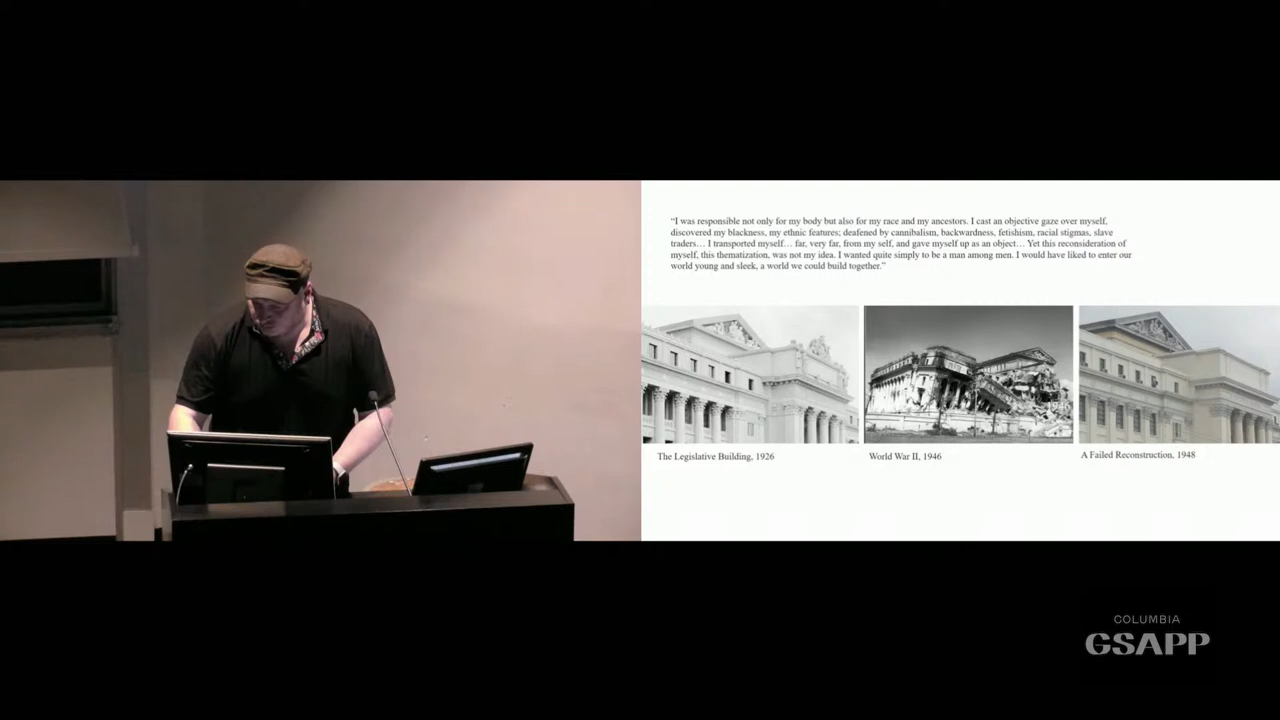 “I was responsible not only for my body but also for my race and my ancestors. I cast an objective gaze over myself,
discovered my blackness, my ethnic features; deafened by cannibalism, backwardness, fetishism, racial stigmas, slave
traders… I transported myself… far, very far, from my self, and gave myself up as an object… Yet this reconsideration of
myself, this thematization, was not my idea. I wanted quite simply to be a man among men. I would have liked to enter our
world young and sleek, a world we could build together.”
The Legislative Building, 1926
World War II, 1946
A Failed Reconstruction, 1948
COLUMBIA
GSAPP